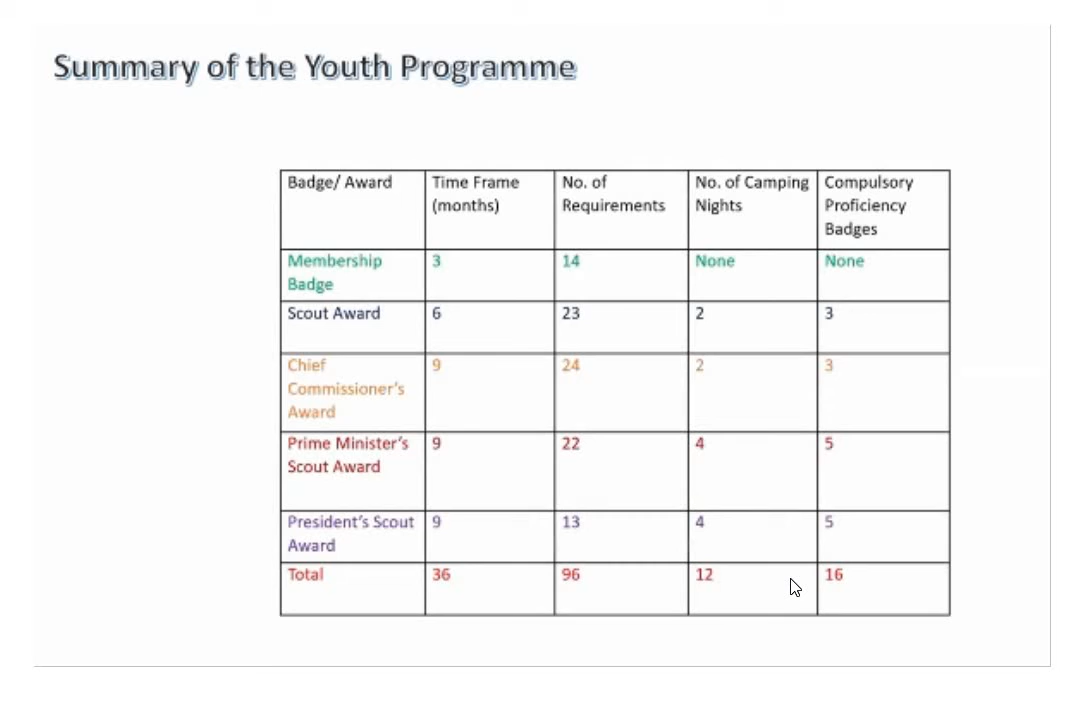 Summary of the Youth Programme
Badge/ Award Time Frame (months) No. of Requirements No. of Camping Nights Compulsory Proficiency Badges
Membership Badge 3 14 None None
Scout Award 6 23 2 3
Chief Commissioner's Award 9 24 2 3
Prime Minister's Scout Award 9 22 4 5
President's Scout Award 9 13 4 5
Total 36 96 12 16